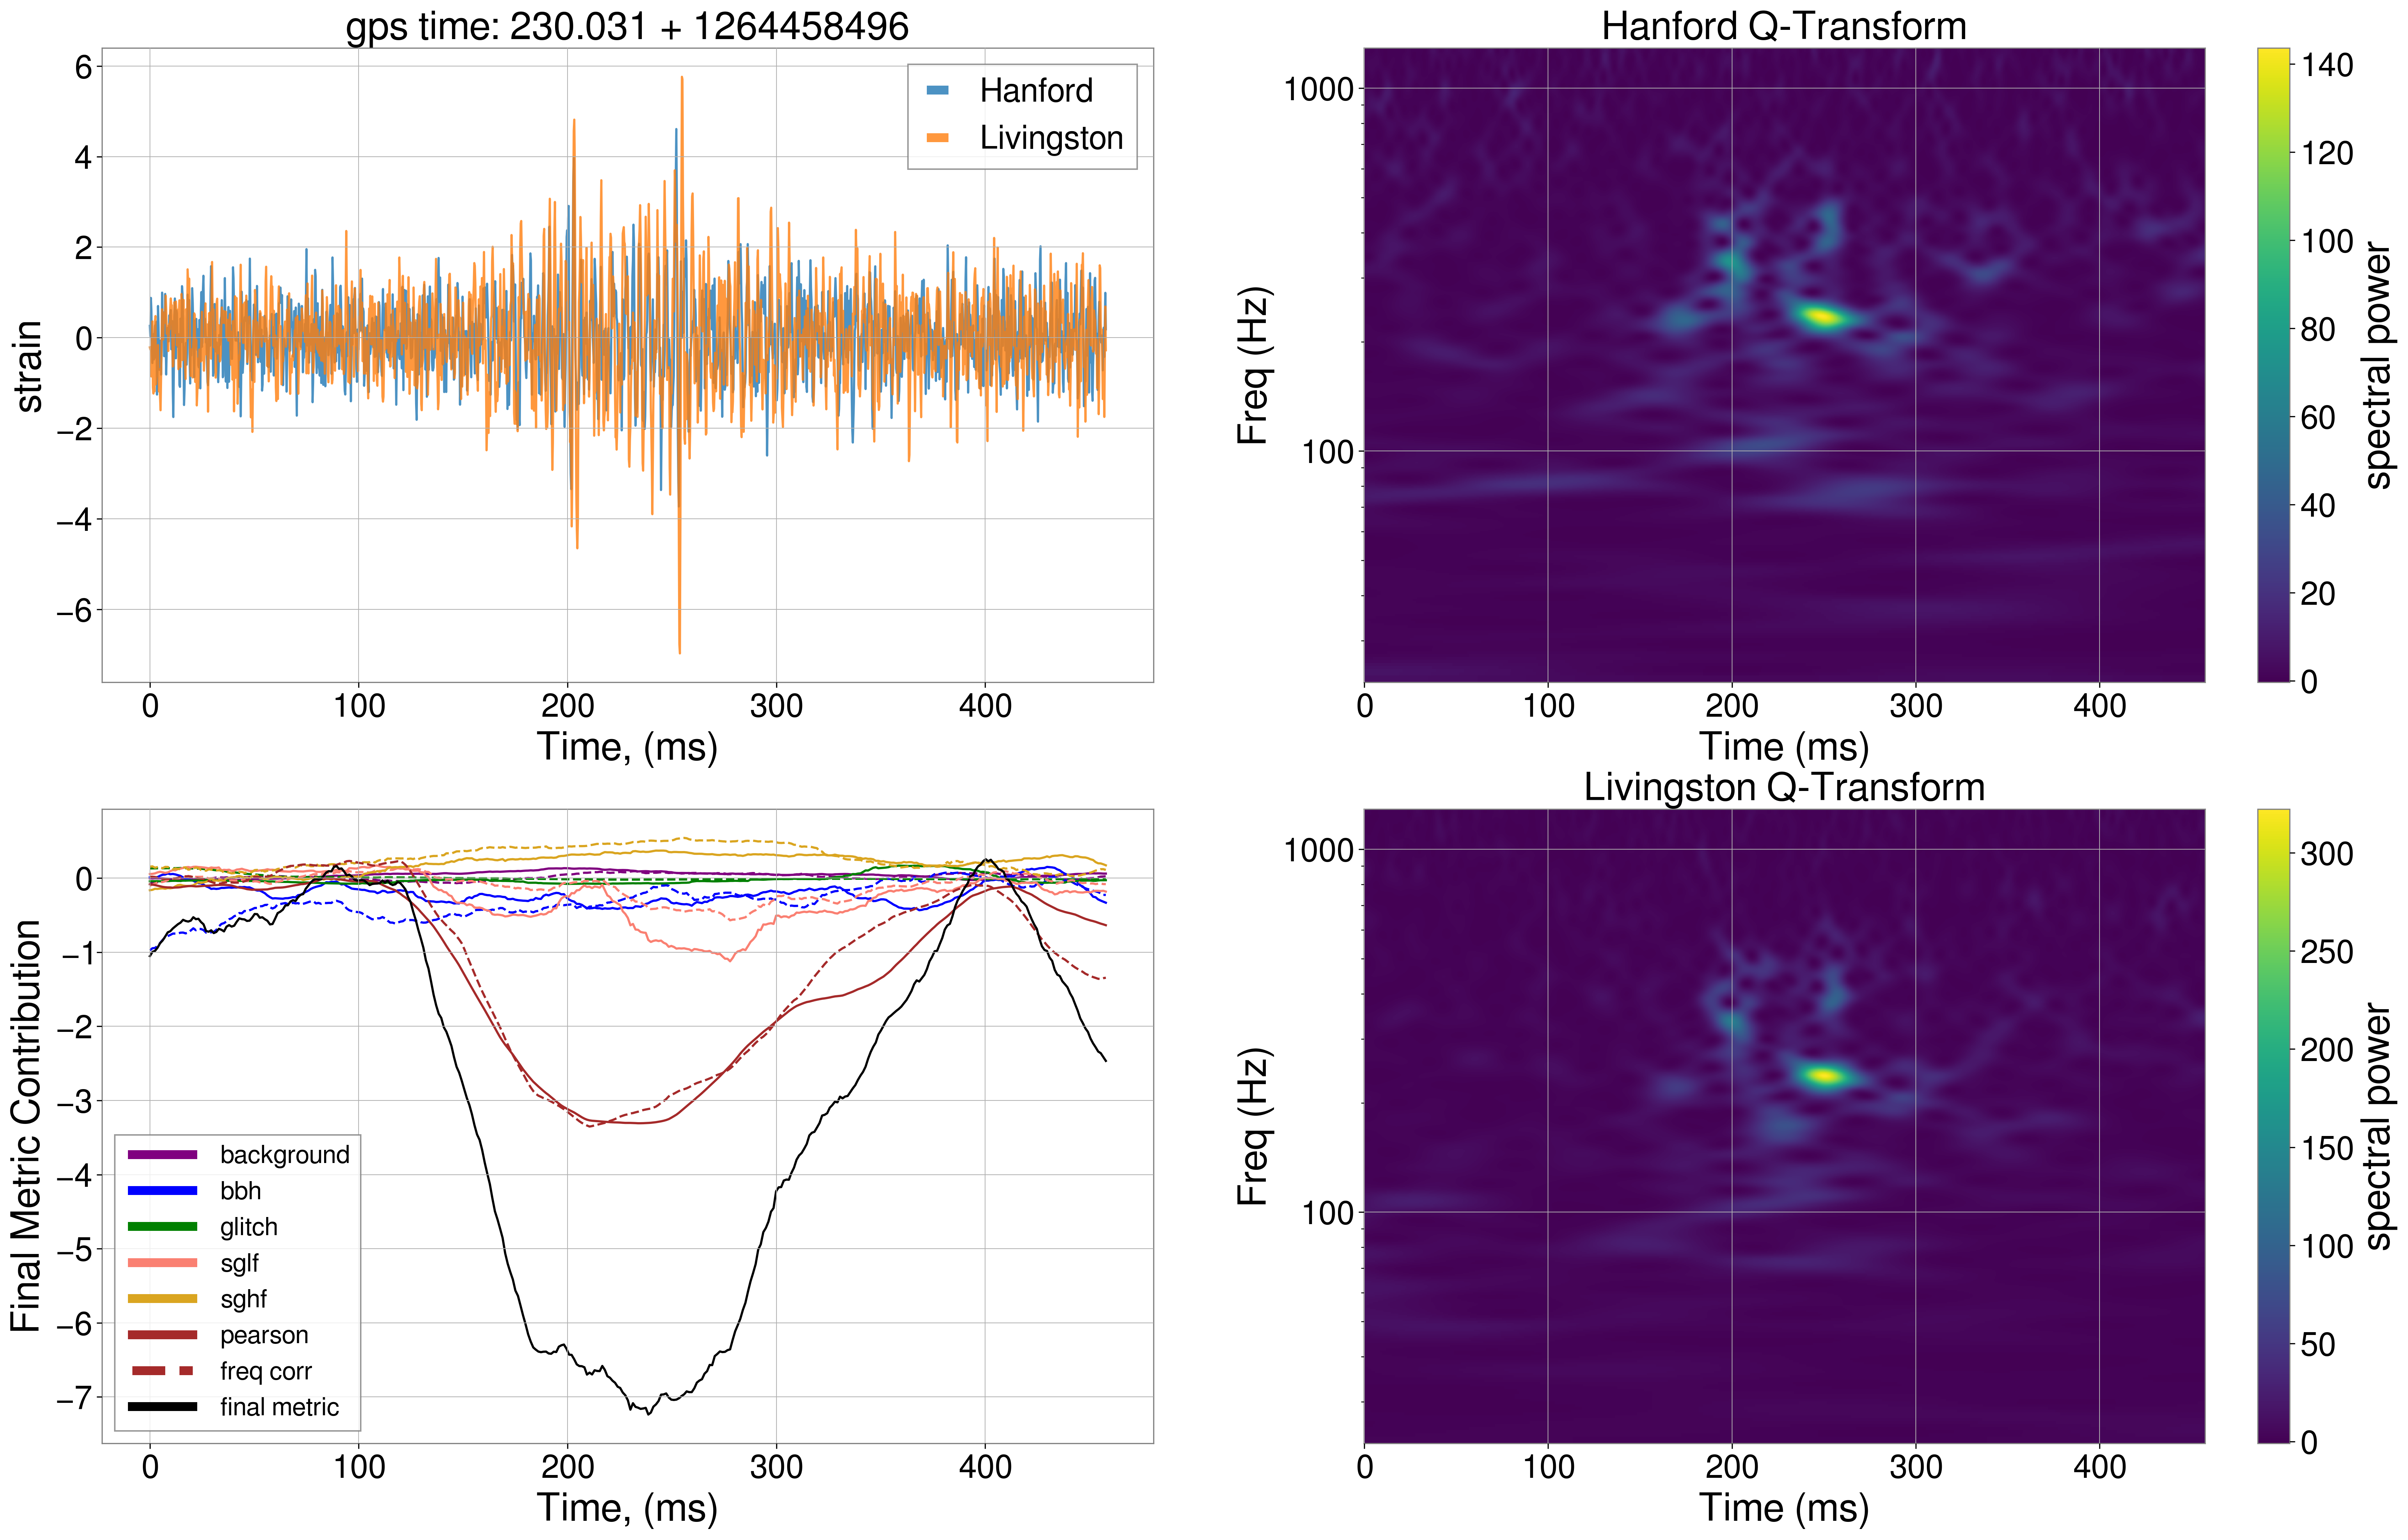 gps time: 230.031 + 1264458496
6
4
2
0
−2
−4
−6
strain
Hanford
Livingston
0 100 200 300 400
Time, (ms)
Hanford Q-Transform
1000
100
Freq (Hz)
0 100 200 300 400
Time (ms)
140
120
100
80
60
40
20
0
spectral power
0
−1
−2
−3
−4
−5
−6
−7
Final Metric Contribution
background
bbh
glitch
sglf
sghf
pearson
freq corr
final metric
0 100 200 300 400
Time, (ms)
Livingston Q-Transform
1000
100
Freq (Hz)
0 100 200 300 400
Time (ms)
300
250
200
150
100
50
0
spectral power